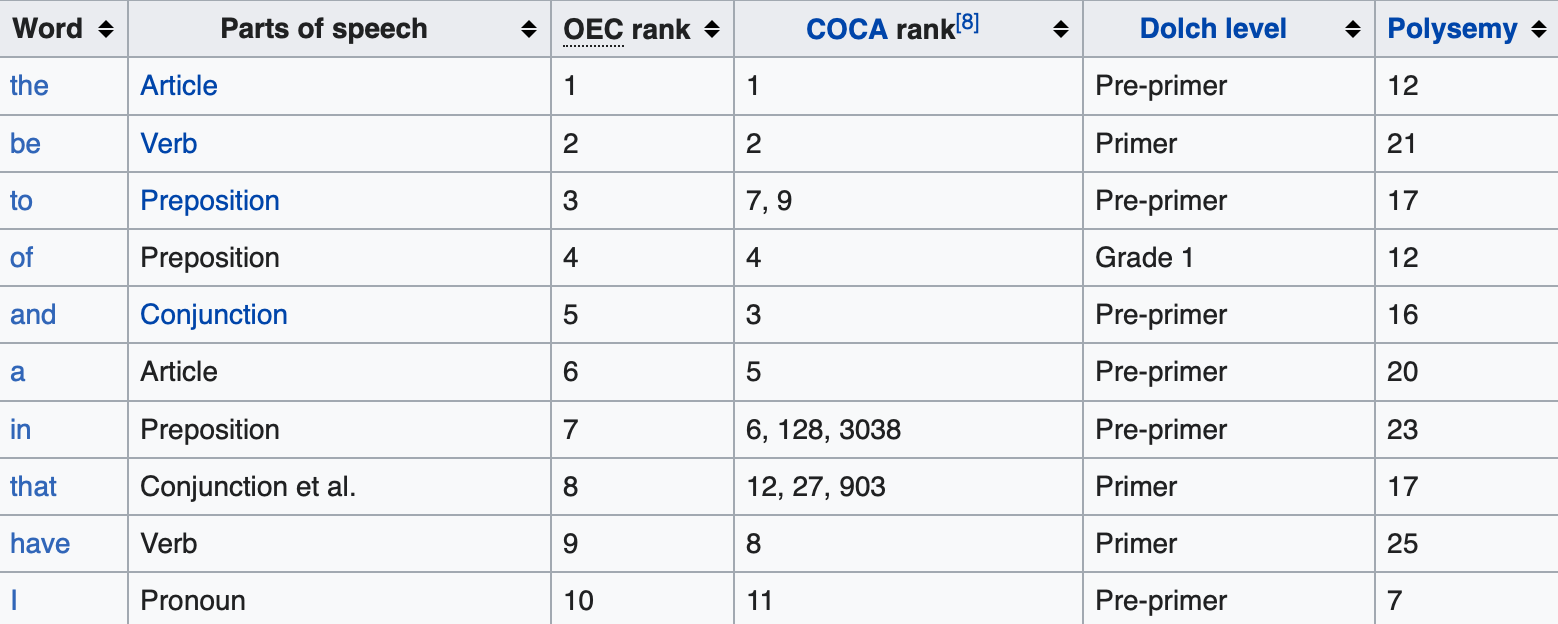 Word Parts of speech OEC rank COCA rank[8] Dolch level Polysemy
the Article 1 1 Pre-primer 12
be Verb 2 2 Primer 21
to Preposition 3 7, 9 Pre-primer 17
of Preposition 4 4 Grade 1 12
and Conjunction 5 3 Pre-primer 16
a Article 6 5 Pre-primer 20
in Preposition 7 6, 128, 3038 Pre-primer 23
that Conjunction et al. 8 12, 27, 903 Primer 17
have Verb 9 8 Primer 25
I Pronoun 10 11 Pre-primer 7